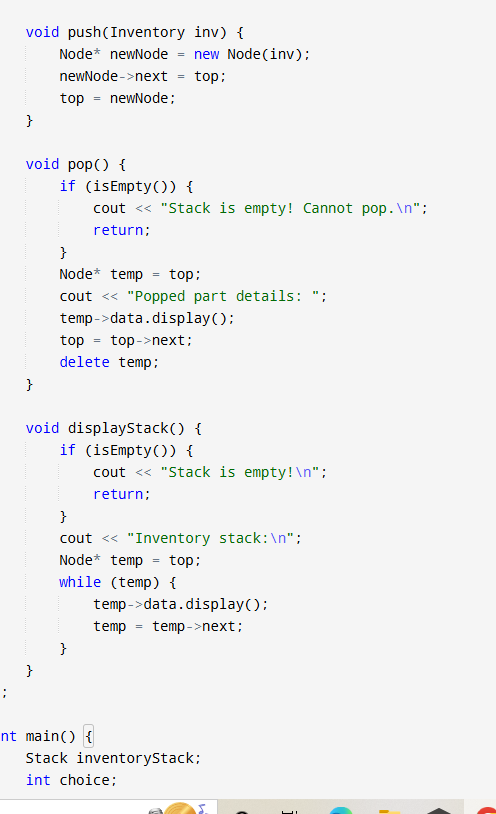 void push(Inventory inv) {
Node* newNode = new Node(inv);
newNode->next = top;
top = newNode;
}
void pop() {
if (isEmpty()) {
cout << "Stack is empty! Cannot pop.\n";
return;
}
Node* temp = top;
cout << "Popped part details: ";
temp->data.display();
top = top->next;
delete temp;
}
void displayStack() {
if (isEmpty()) {
cout << "Stack is empty!\n";
return;
}
cout << "Inventory stack:\n";
Node* temp = top;
while (temp) {
temp->data.display();
temp = temp->next;
}
}
;
nt main() {
Stack inventoryStack;
int choice;